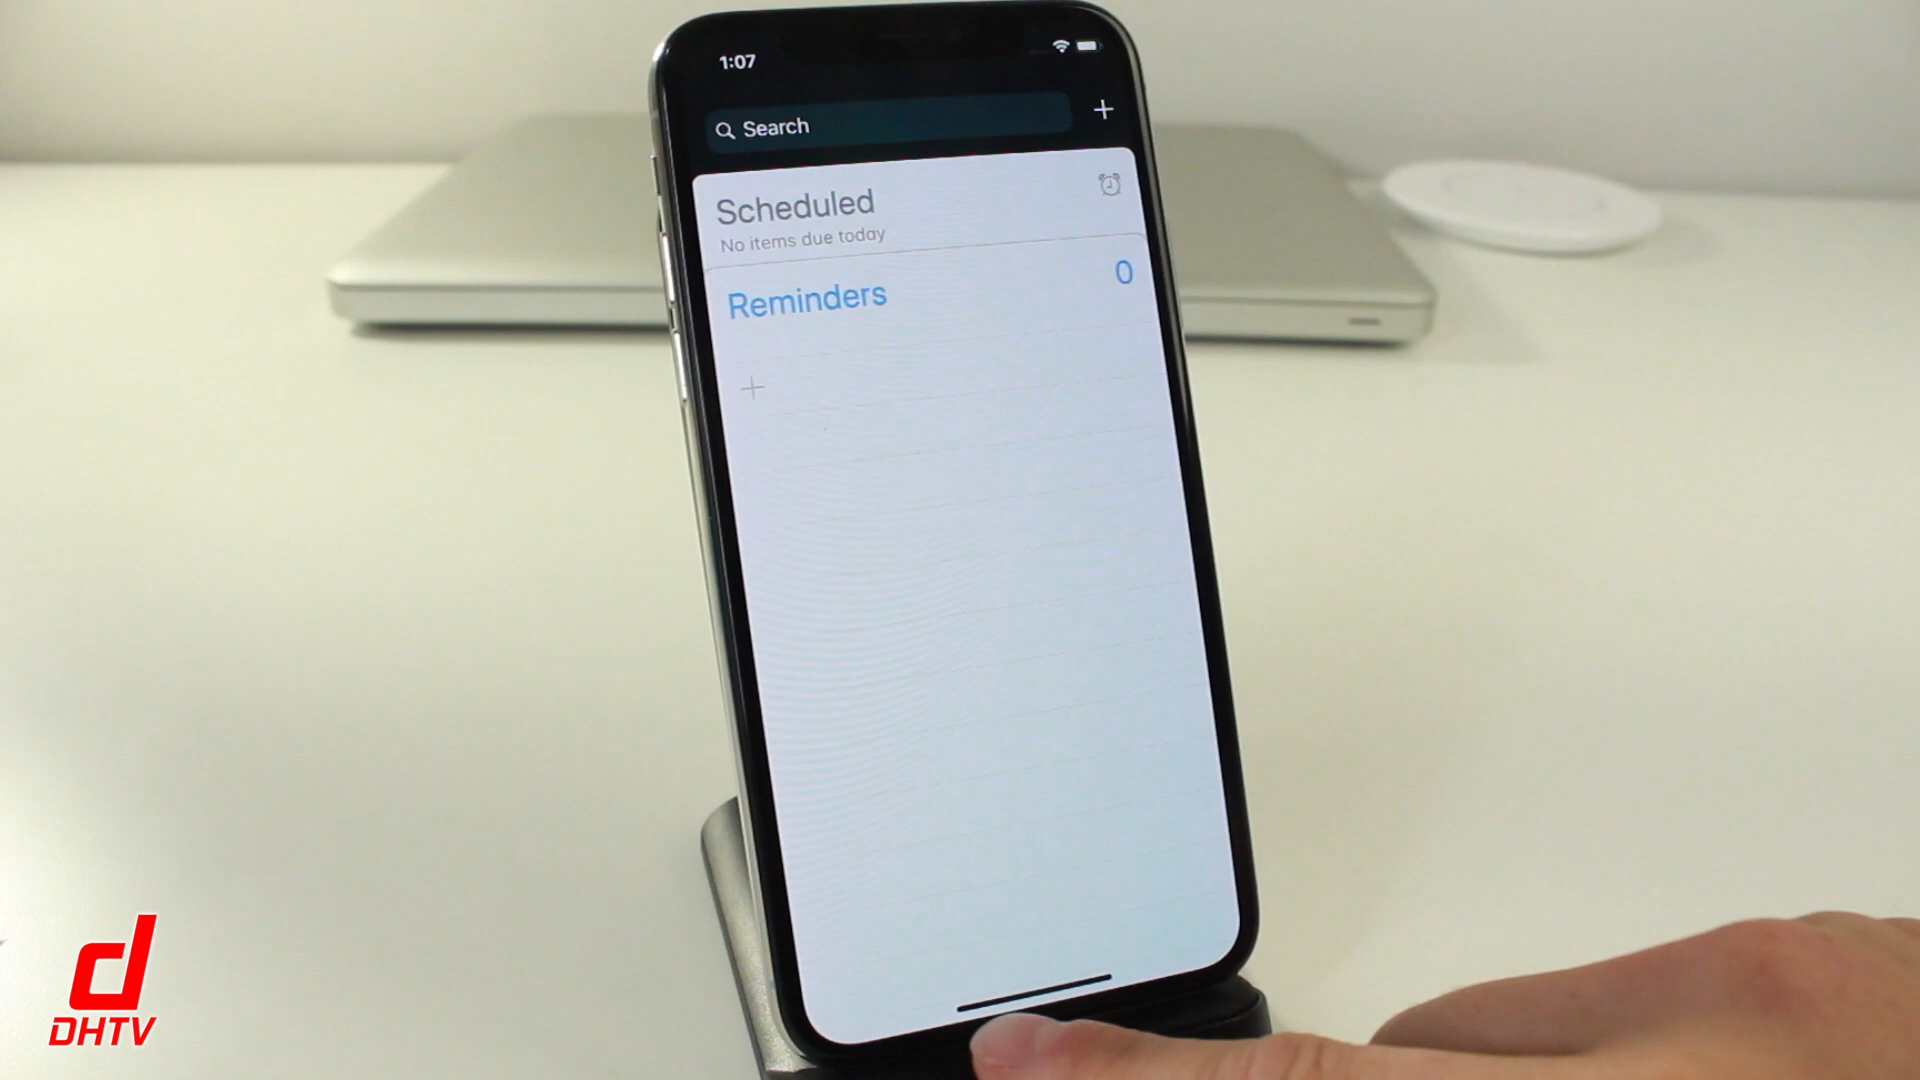 1:07
Search
+
Scheduled
No items due today
Reminders
0
+
d
DHTV